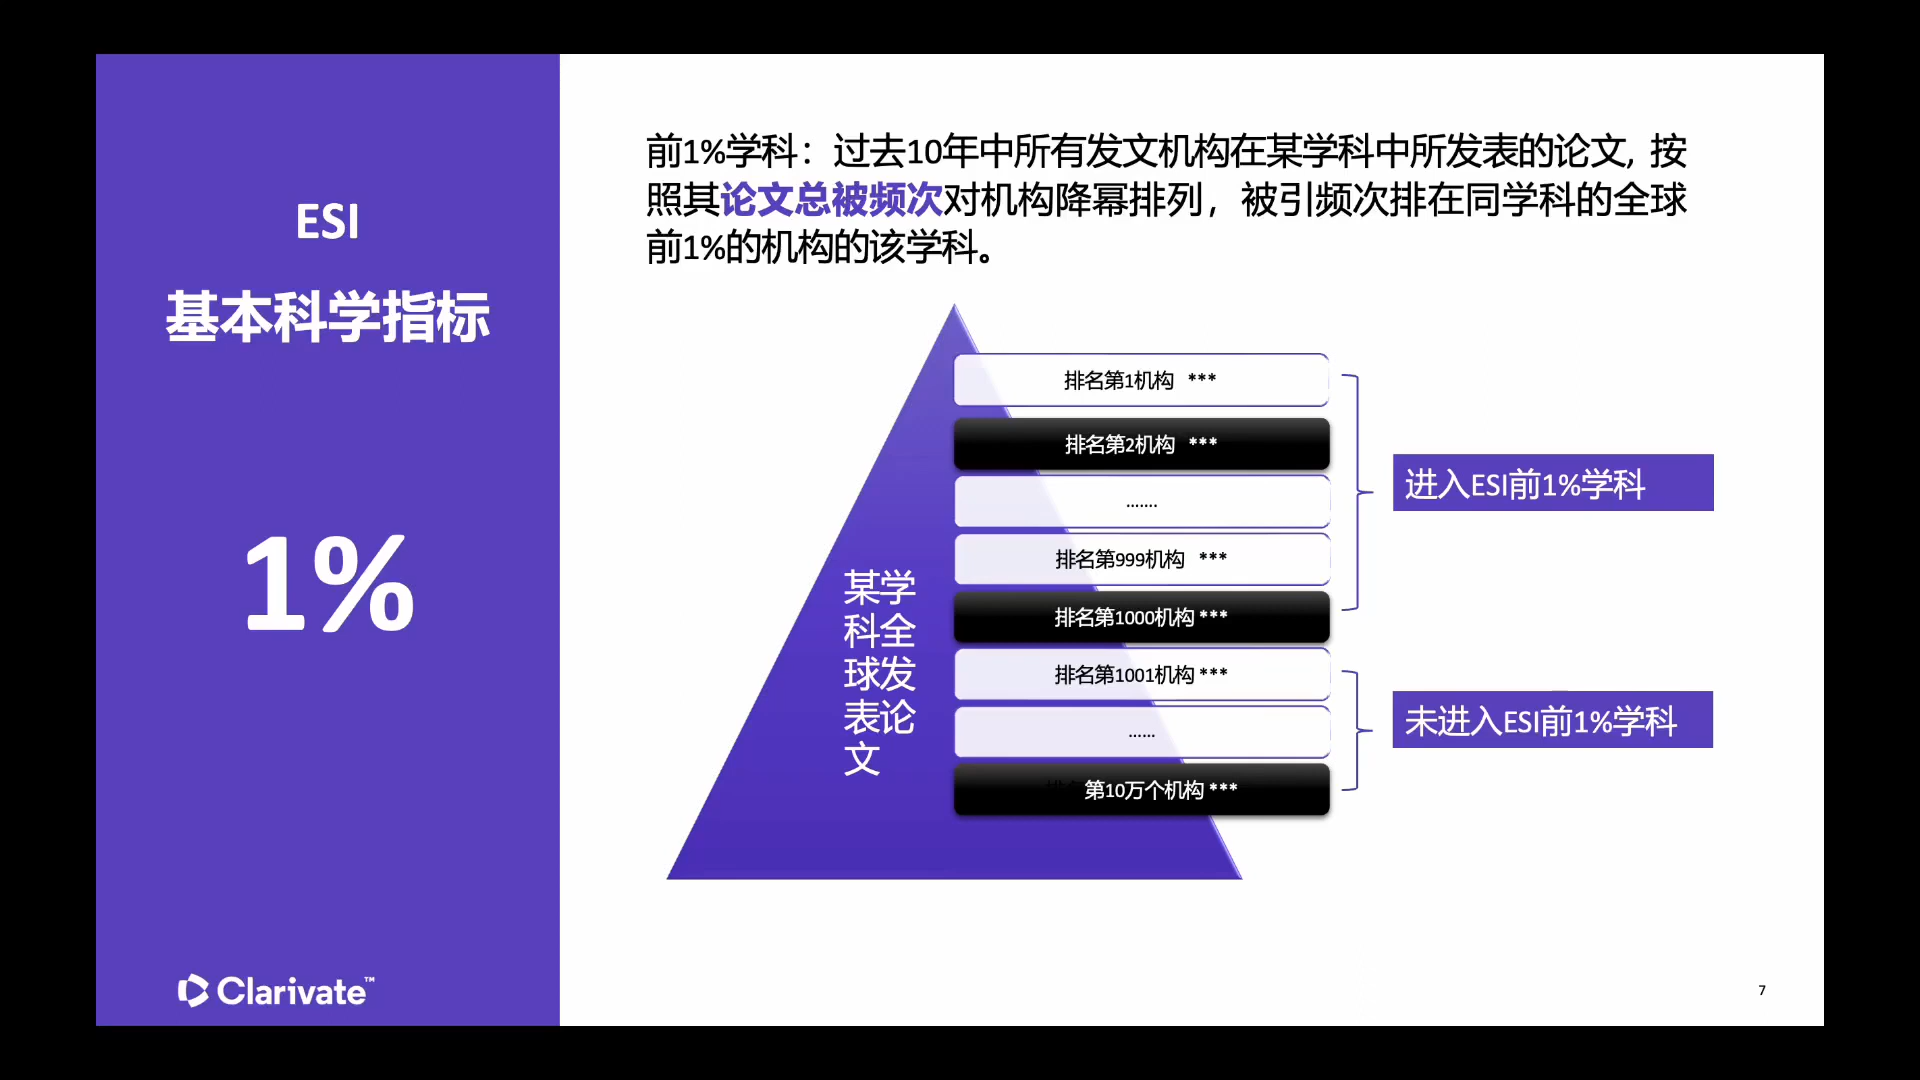 ESI
基本科学指标
1%
Clarivate™
前1%学科：过去10年中所有发文机构在某学科中所发表的论文, 按
照其论文总被频次对机构降幂排列，被引频次排在同学科的全球
前1%的机构的该学科。
某学
科全
球发
表论
文
排名第1机构 ***
排名第2机构 ***
.......
排名第999机构 ***
排名第1000机构 ***
排名第1001机构 ***
......
第10万个机构 ***
进入ESI前1%学科
未进入ESI前1%学科
7